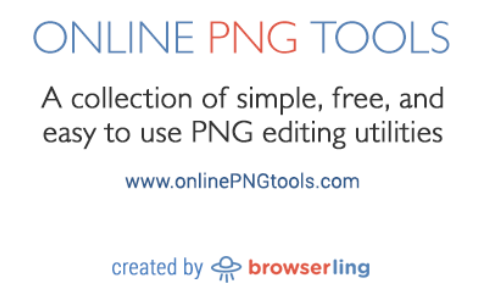 ONLINE PNG TOOLS
A collection of simple, free, and
easy to use PNG editing utilities
www.onlinePNGtools.com
created by browserling